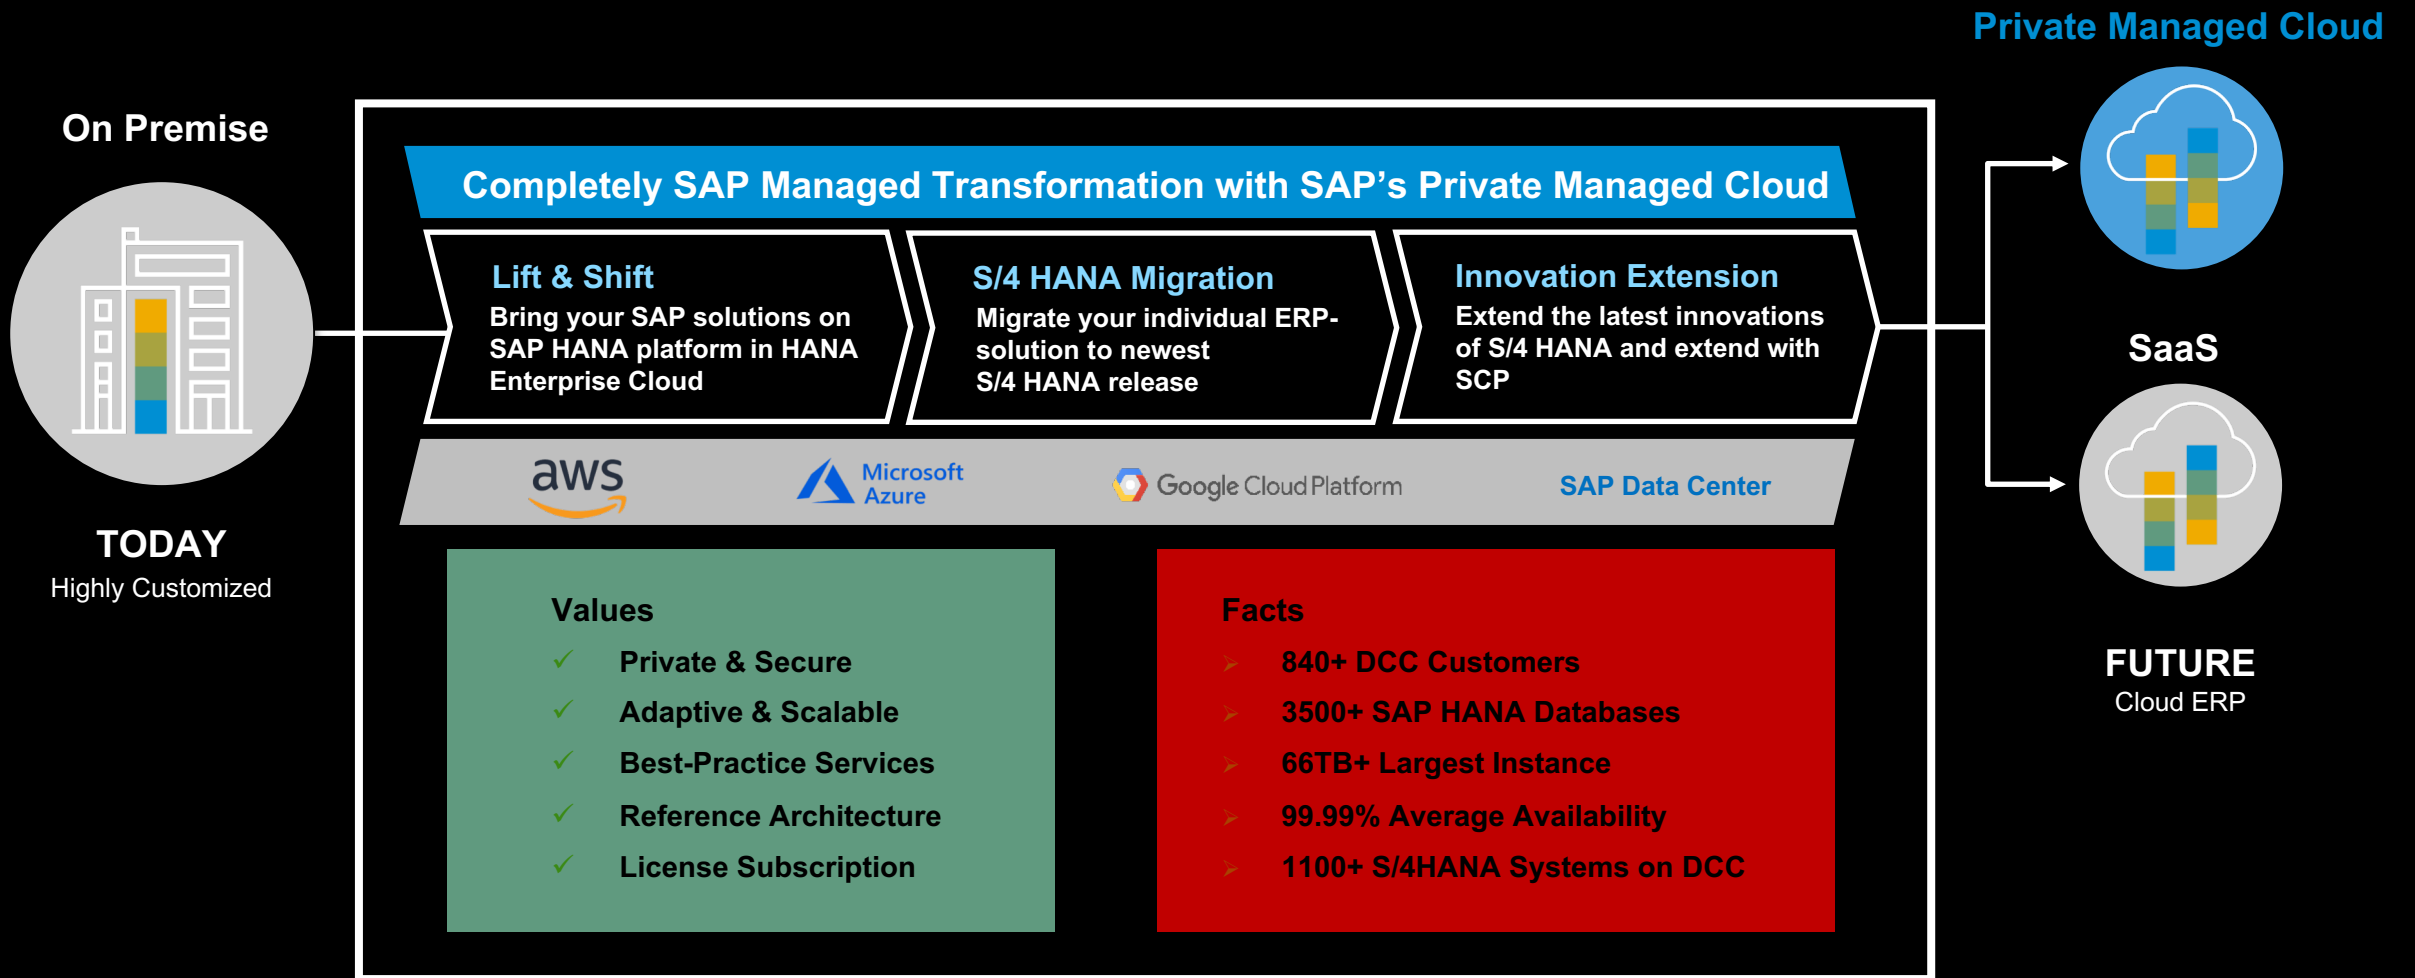 Private Managed Cloud
On Premise
Completely SAP Managed Transformation with SAP’s Private Managed Cloud
Lift & Shift
Bring your SAP solutions on
SAP HANA platform in HANA
Enterprise Cloud
S/4 HANA Migration
Migrate your individual ERP-
solution to newest
S/4 HANA release
Innovation Extension
Extend the latest innovations
of S/4 HANA and extend with
SCP
SaaS
aws
Microsoft
Azure
Google Cloud Platform
SAP Data Center
TODAY
Highly Customized
Values
Private & Secure
Adaptive & Scalable
Best-Practice Services
Reference Architecture
License Subscription
Facts
840+ DCC Customers
3500+ SAP HANA Databases
66TB+ Largest Instance
99.99% Average Availability
1100+ S/4HANA Systems on DCC
FUTURE
Cloud ERP